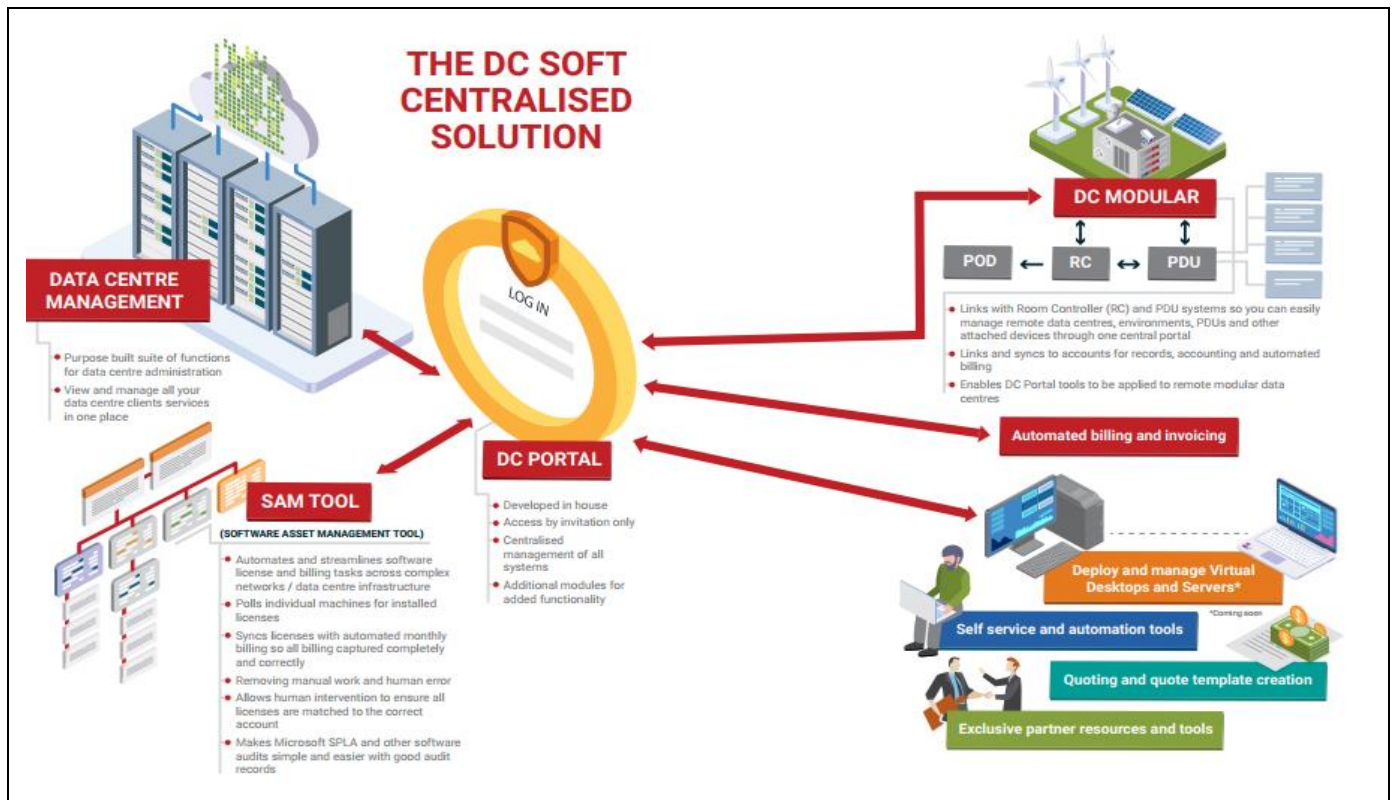 THE DC SOFT
CENTRALISED
SOLUTION
DATA CENTRE
MANAGEMENT
Purpose built suite of functions
for data centre administration
View and manage all your
data centre clients services
in one place
LOG IN
DC PORTAL
Developed in house
Access by invitation only
Centralised
management of all
systems
Additional modules for
added functionality
SAM TOOL
(SOFTWARE ASSET MANAGEMENT TOOL)
Automates and streamlines software
license and billing tasks across complex
networks / data centre infrastructure
Polls individual machines for installed
licenses
Syncs licenses with automated monthly
billing so all billing captured completely
and correctly
Removing manual work and human error
Allows human intervention to ensure all
licenses are matched to the correct
account
Makes Microsoft SPLA and other software
audits simple and easier with good audit
records
DC MODULAR
POD
RC
PDU
Links with Room Controller (RC) and PDU systems so you can easily
manage remote data centres, environments, PDUs and other
attached devices through one central portal
Links and syncs to accounts for records, accounting and automated
billing
Enables DC Portal tools to be applied to remote modular data
centres
Automated billing and invoicing
Deploy and manage Virtual
Desktops and Servers*
*Coming soon
Self service and automation tools
Quoting and quote template creation
Exclusive partner resources and tools